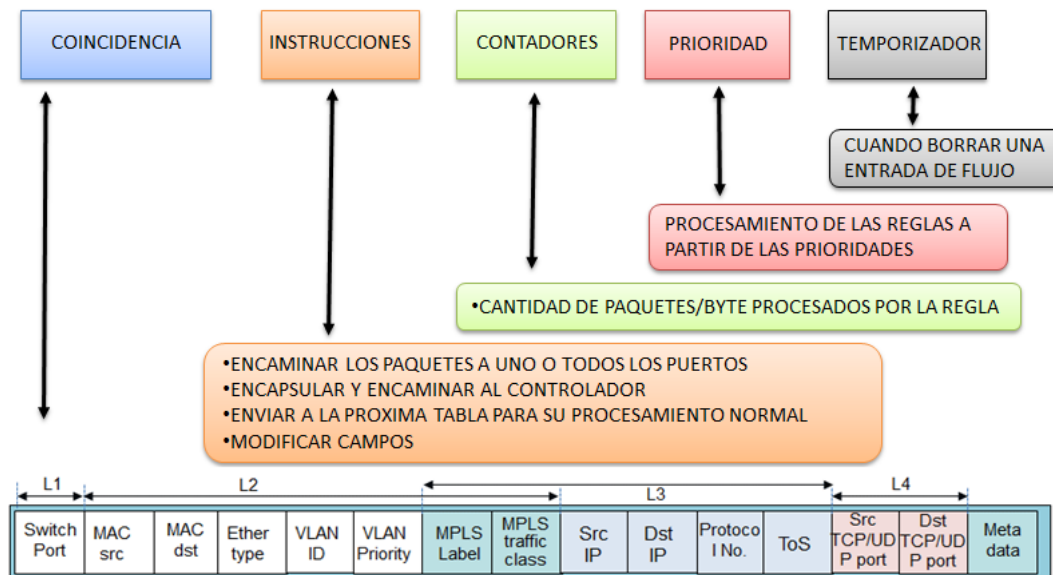 COINCIDENCIA
INSTRUCCIONES
CONTADORES
PRIORIDAD
TEMPORIZADOR
CUANDO BORRAR UNA
ENTRADA DE FLUJO
PROCESAMIENTO DE LAS REGLAS A
PARTIR DE LAS PRIORIDADES
•CANTIDAD DE PAQUETES/BYTE PROCESADOS POR LA REGLA
•ENCAMINAR LOS PAQUETES A UNO O TODOS LOS PUERTOS
•ENCAPSULAR Y ENCAMINAR AL CONTROLADOR
•ENVIAR A LA PROXIMA TABLA PARA SU PROCESAMIENTO NORMAL
•MODIFICAR CAMPOS
L1
L2
L3
L4
Switch
Port
MAC
src
MAC
dst
Ether
type
VLAN
ID
VLAN
Priority
MPLS
Label
MPLS
traffic
class
Src
IP
Dst
IP
Protoco
l No.
ToS
Src
TCP/UD
P port
Dst
TCP/UD
P port
Meta
data